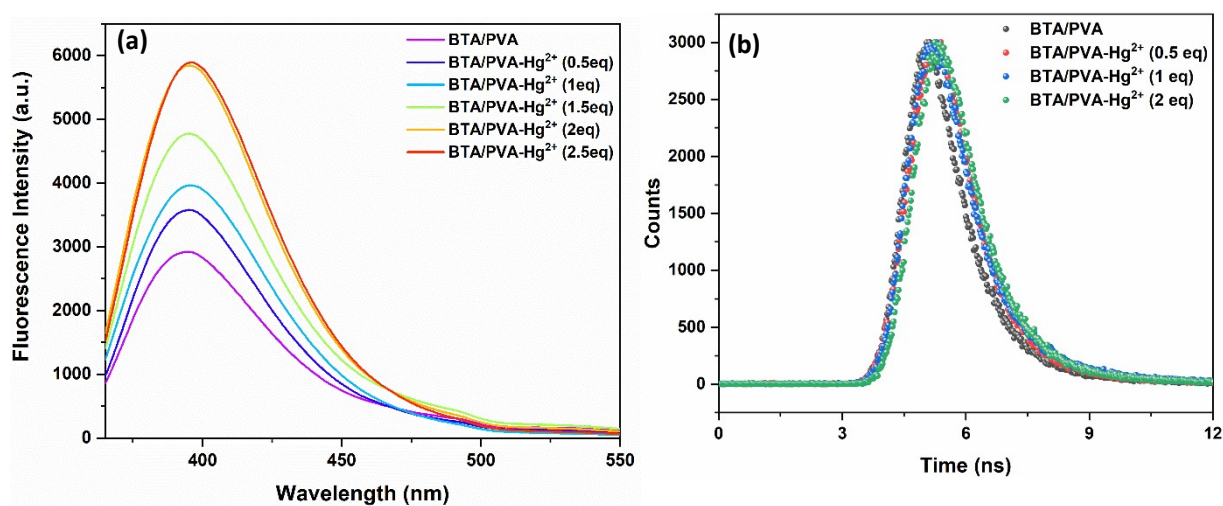 (a)
BTA/PVA
BTA/PVA-Hg²⁺ (0.5eq)
BTA/PVA-Hg²⁺ (1eq)
BTA/PVA-Hg²⁺ (1.5eq)
BTA/PVA-Hg²⁺ (2eq)
BTA/PVA-Hg²⁺ (2.5eq)
Fluorescence Intensity (a.u.)
6000
5000
4000
3000
2000
1000
0
400
450
500
550
Wavelength (nm)
(b)
BTA/PVA
BTA/PVA-Hg²⁺ (0.5 eq)
BTA/PVA-Hg²⁺ (1 eq)
BTA/PVA-Hg²⁺ (2 eq)
Counts
3000
2500
2000
1500
1000
500
0
0
3
6
9
12
Time (ns)